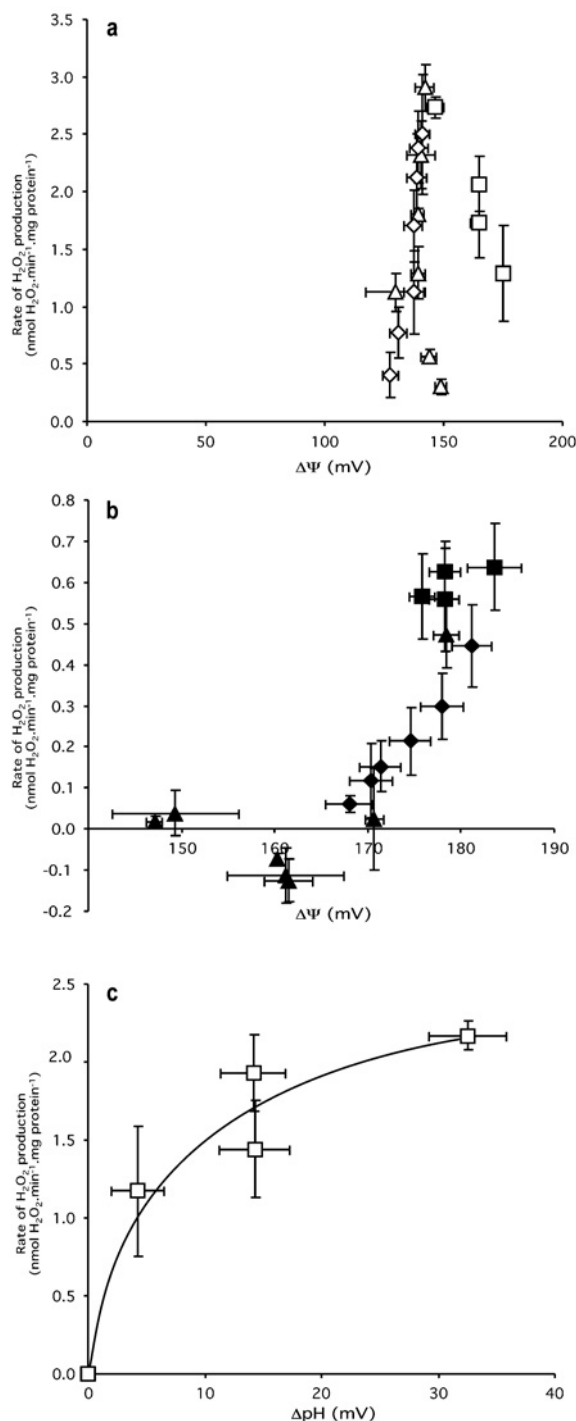 a
3.5
3.0
2.5
2.0
1.5
1.0
0.5
0.0
Rate of H₂O₂ production
(nmol H₂O₂.min⁻¹.mg protein⁻¹)
0 50 100 150 200
ΔΨ (mV)
b
0.8
0.7
0.6
0.5
0.4
0.3
0.2
0.1
0.0
-0.1
-0.2
Rate of H₂O₂ production
(nmol H₂O₂.min⁻¹.mg protein⁻¹)
150 160 170 180 190
ΔΨ (mV)
c
2.5
2.0
1.5
1.0
0.5
0.0
Rate of H₂O₂ production
(nmol H₂O₂.min⁻¹.mg protein⁻¹)
0 10 20 30 40
ΔpH (mV)